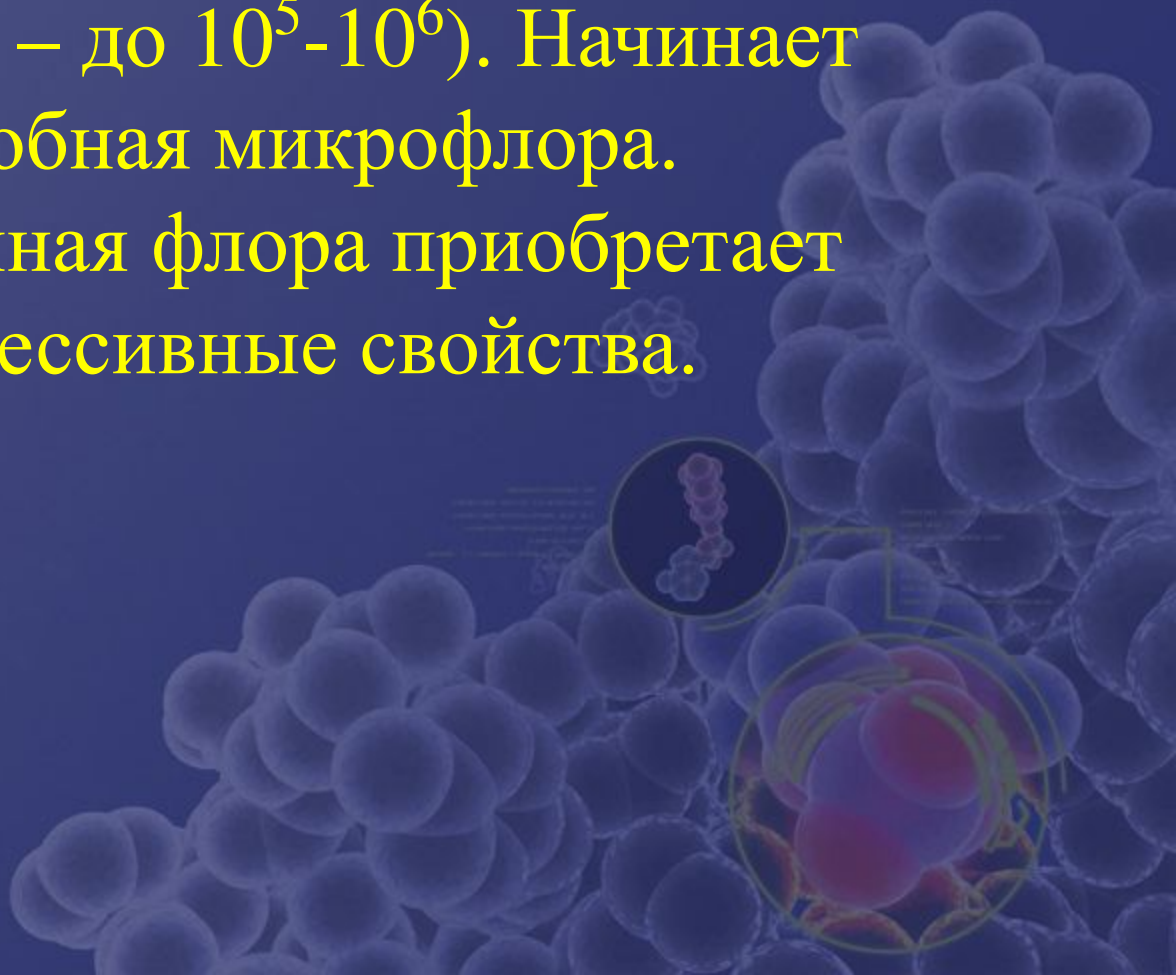 – до 10⁵-10⁶). Начинает
обная микрофлора.
ная флора приобретает
ессивные свойства.